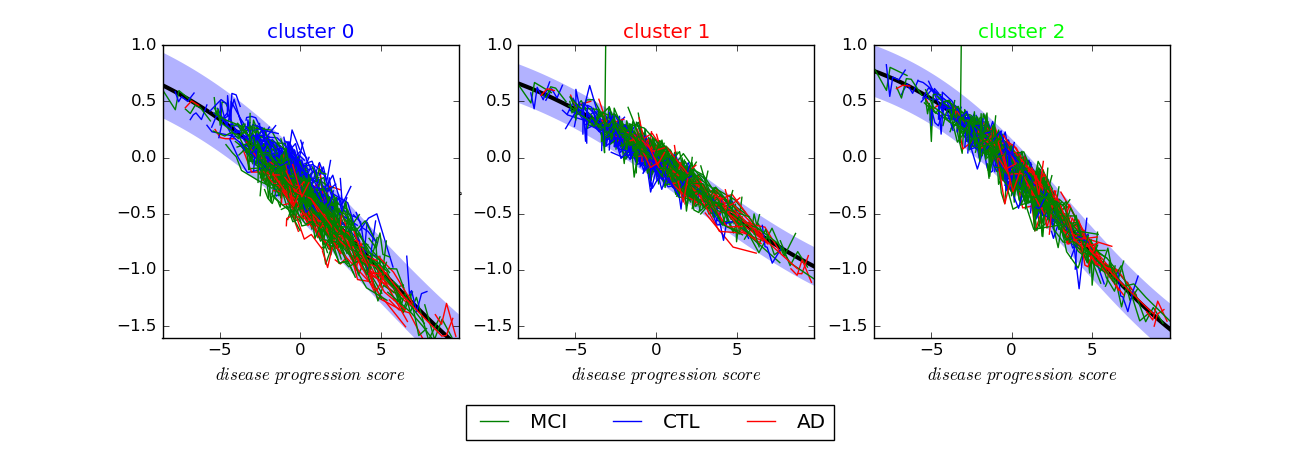 cluster 0 cluster 1 cluster 2
1.0 1.0 1.0
0.5 0.5 0.5
0.0 0.0 0.0
−0.5 −0.5 −0.5
−1.0 −1.0 −1.0
−1.5 −1.5 −1.5
−5 0 5 −5 0 5 −5 0 5
disease progression score disease progression score disease progression score
MCI CTL AD